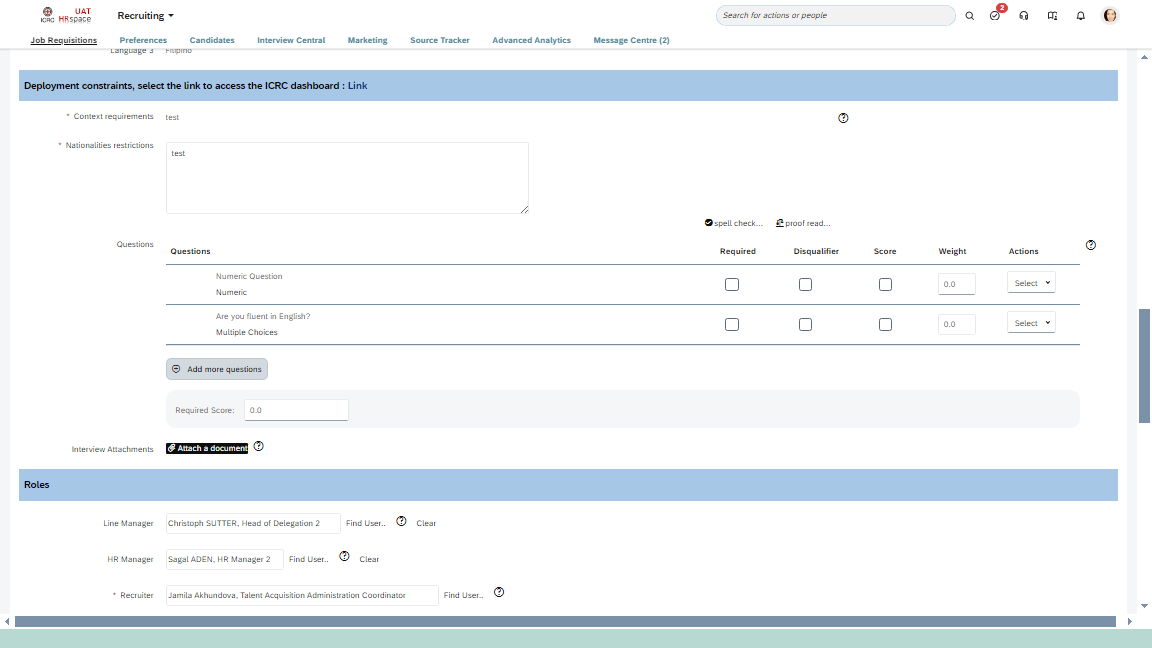 ICRC UAT HRspace
Recruiting
Search for actions or people
2
Job Requisitions Preferences Candidates Interview Central Marketing Source Tracker Advanced Analytics Message Centre (2)
Language 3 Filipino
Deployment constraints, select the link to access the ICRC dashboard : Link
* Context requirements test
* Nationalities restrictions test
spell check... proof read...
Questions
Questions Required Disqualifier Score Weight Actions
Numeric Question
Numeric
0.0 Select
Are you fluent in English?
Multiple Choices
0.0 Select
Add more questions
Required Score: 0.0
Interview Attachments Attach a document
Roles
Line Manager Christoph SUTTER, Head of Delegation 2 Find User.. Clear
HR Manager Sagal ADEN, HR Manager 2 Find User.. Clear
* Recruiter Jamila Akhundova, Talent Acquisition Administration Coordinator Find User..